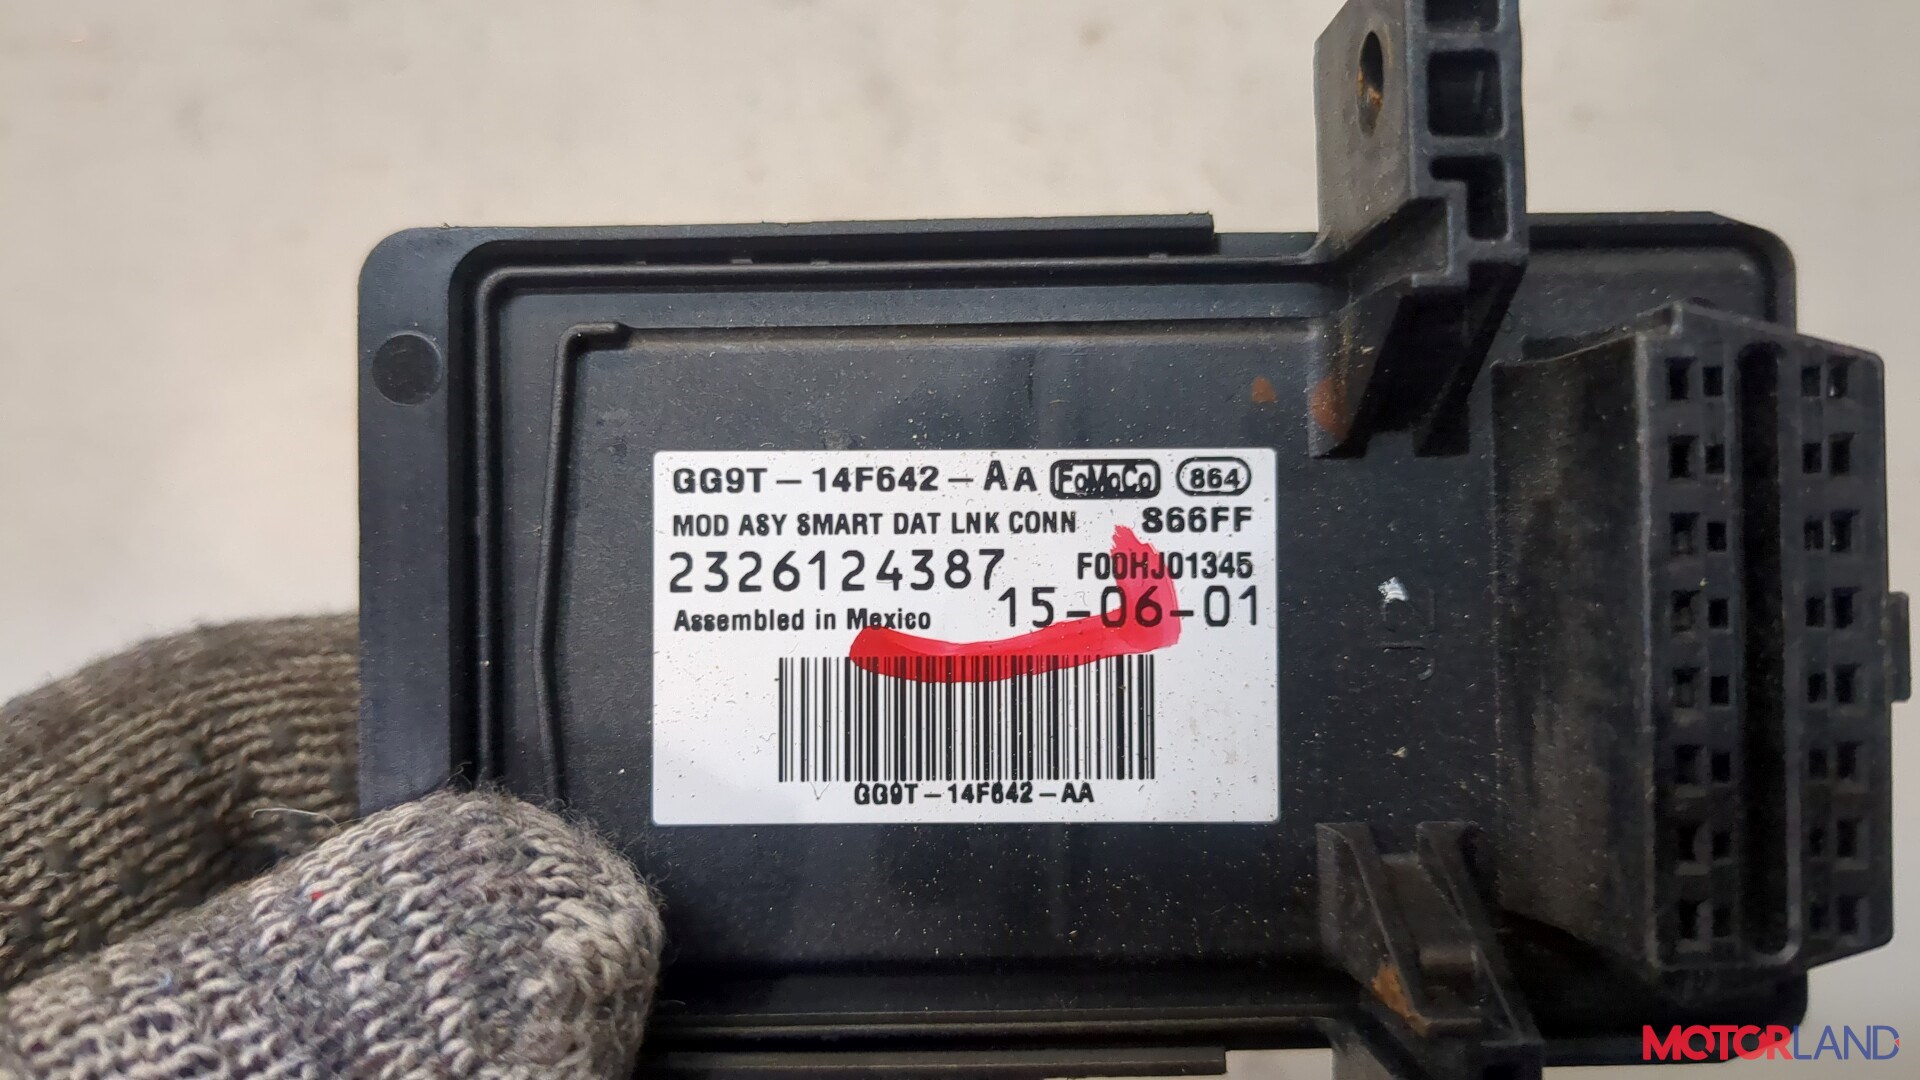 GG9T-14F642-AA FoMoCo 864
MOD ASY SMART DAT LNK CONN 866FF
2326124387 F00HJ01345
Assembled in Mexico 15-06-01
GG9T-14F642-AA
MOTORLAND